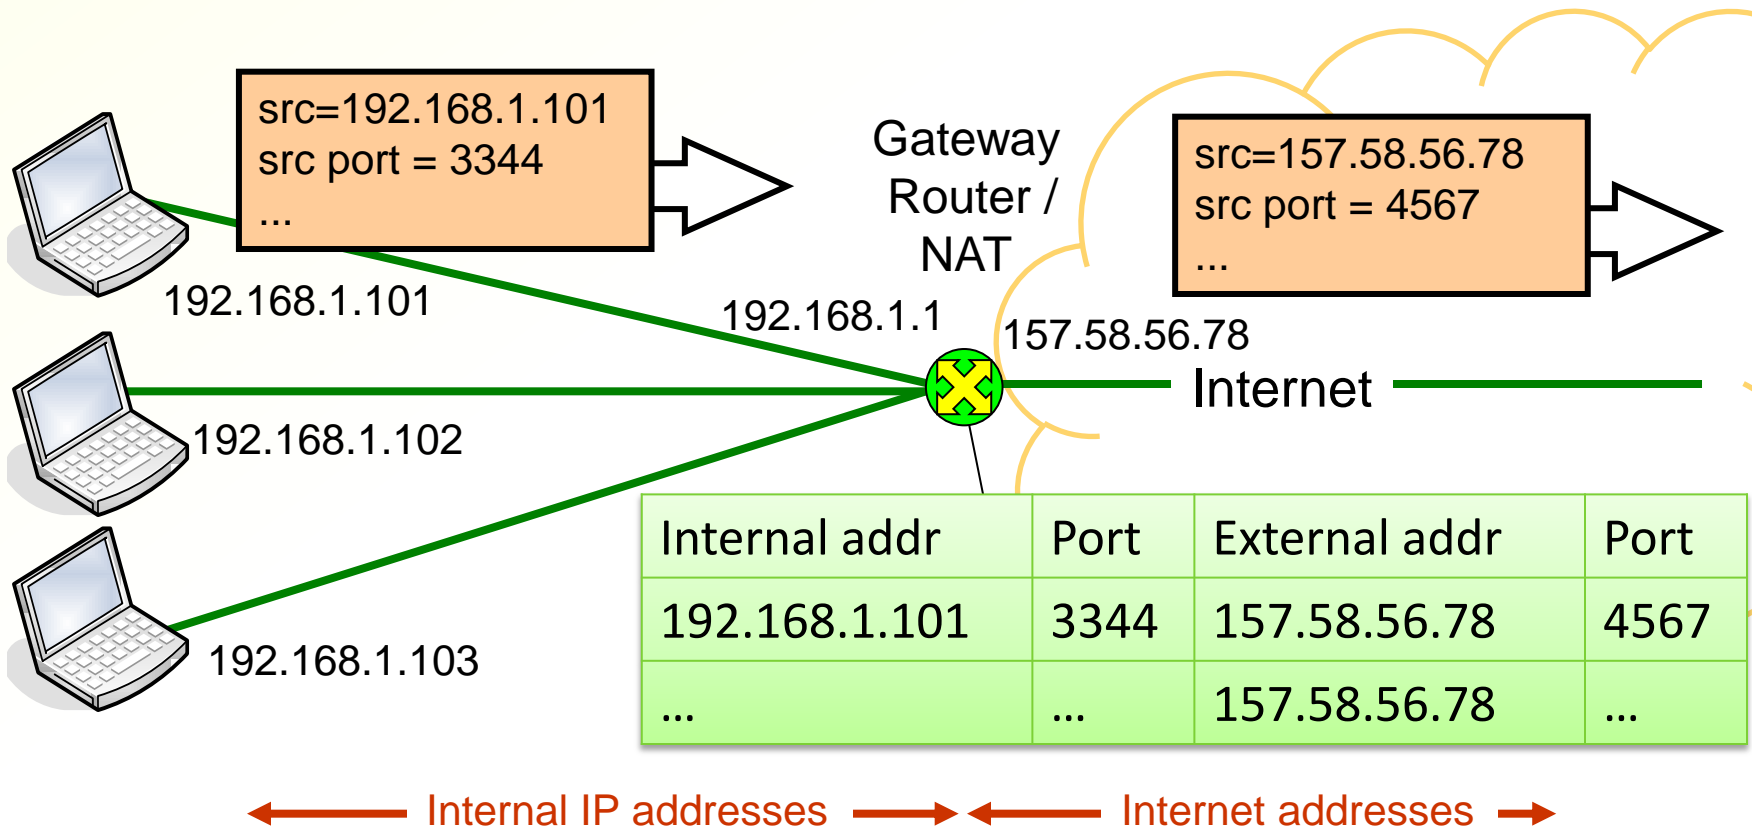 src=192.168.1.101
src port = 3344
...
Gateway
Router /
NAT
src=157.58.56.78
src port = 4567
...
192.168.1.101
192.168.1.1
157.58.56.78
Internet
192.168.1.102
192.168.1.103
Internal addr Port External addr Port
192.168.1.101 3344 157.58.56.78 4567
... ... 157.58.56.78 ...
Internal IP addresses
Internet addresses